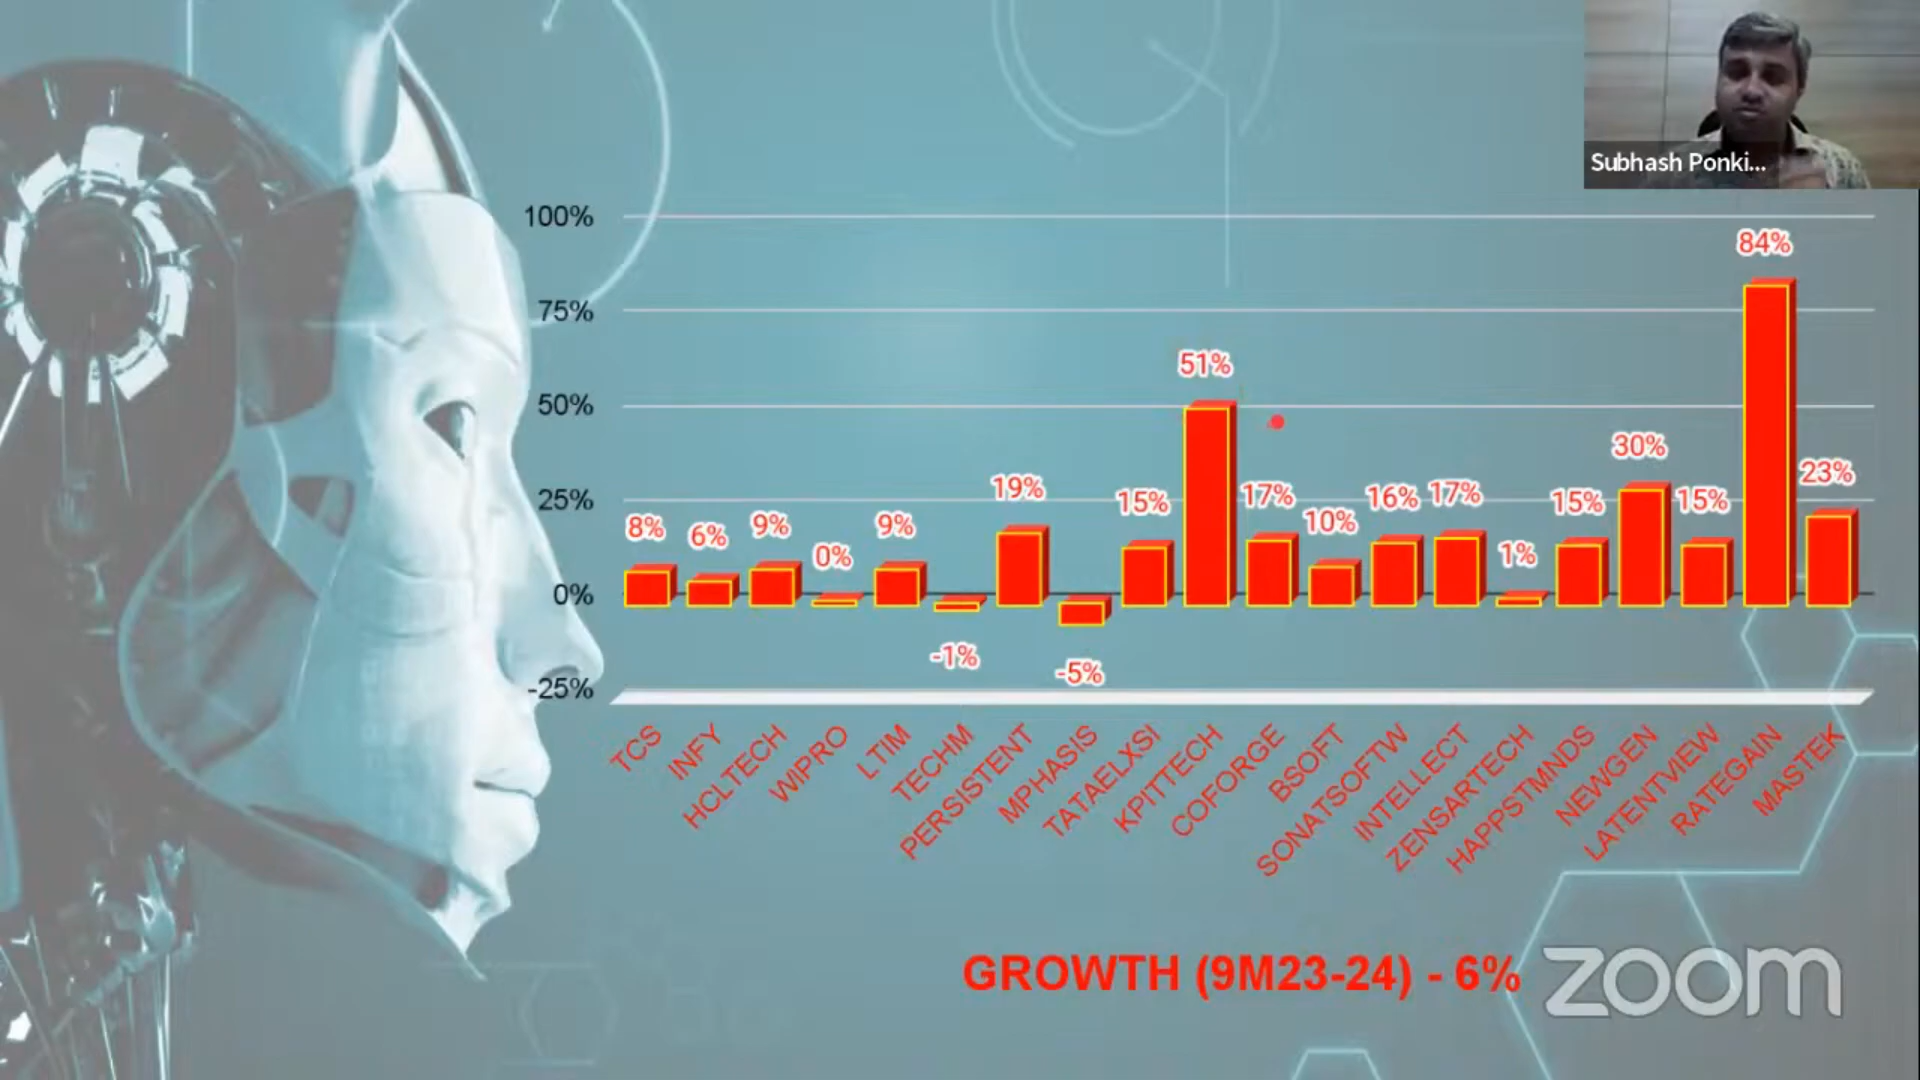 Subhash Ponki...
100%
75%
50%
25%
0%
-25%
8%
6%
9%
0%
9%
-1%
19%
-5%
15%
51%
17%
10%
16%
17%
1%
15%
30%
15%
84%
23%
TCS
INFY
HCLTECH
WIPRO
LTIM
TECHM
PERSISTENT
MPHASIS
TATAELXSI
KPITTECH
COFORGE
BSOFT
SONATSOFTW
INTELLECT
ZENSARTECH
HAPPSTMNDS
NEWGEN
LATENTVIEW
RATEGAIN
MASTEK
GROWTH (9M23-24) - 6%
zoom